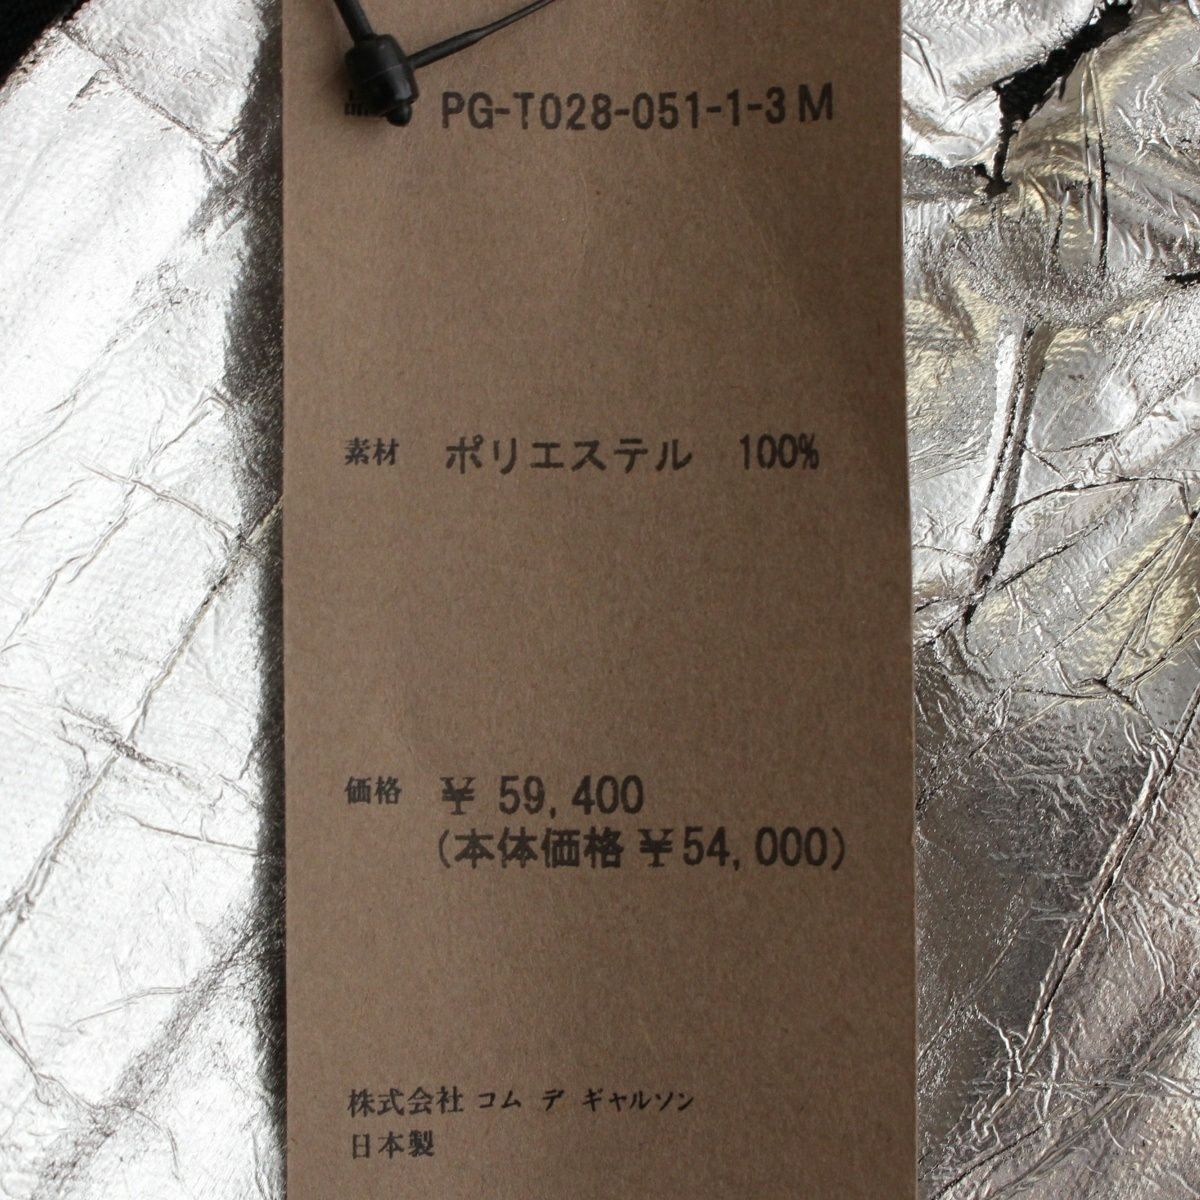 PG-T028-051-1-3 M
素材 ポリエステル 100%
価格 ¥ 59,400
(本体価格 ¥54,000)
株式会社 コム デ ギャルソン
日本製